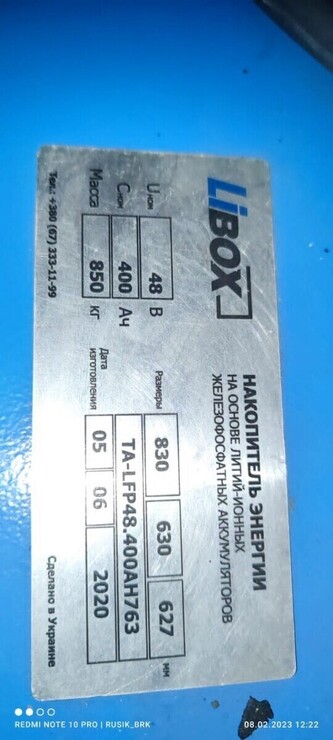 LiBOX
НАКОПИТЕЛЬ ЭНЕРГИИ
НА ОСНОВЕ ЛИТИЙ-ИОННЫХ
ЖЕЛЕЗОФОСФАТНЫХ АККУМУЛЯТОРОВ
Uном 48 В
Размеры 830 630 627 мм
Cном 400 Ач
TA-LFP48.400AH763
Масса 850 кг
Дата изготовления 05 06 2020
Тел.: +380 (67) 333-11-99
Сделано в Украине
REDMI NOTE 10 PRO | RUSIK_BRK
08.02.2023 12:22